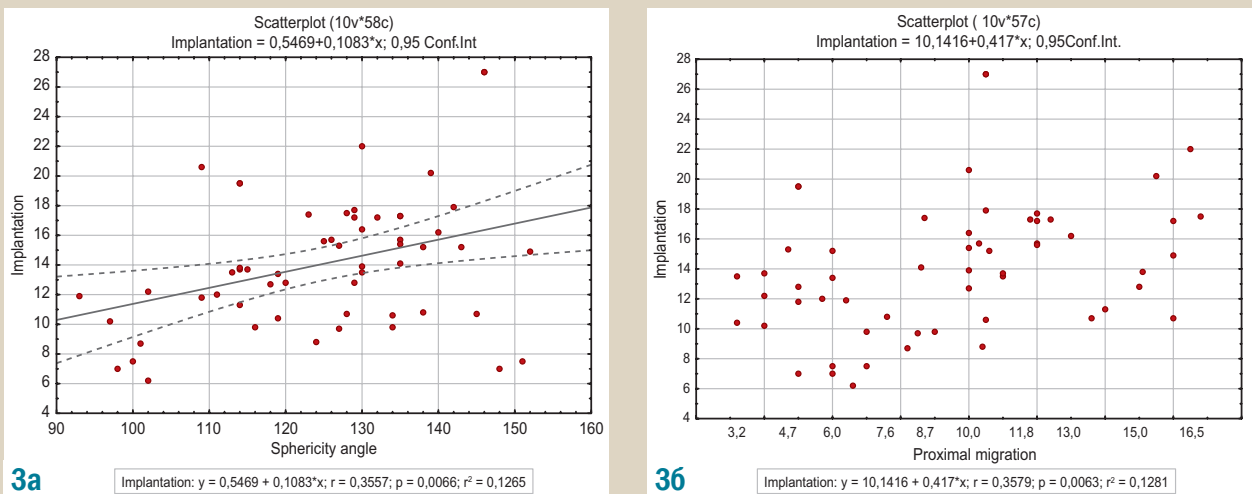 Scatterplot (10v*58c)
Implantation = 0,5469+0,1083*x; 0,95 Conf.Int
Implantation
28
26
24
22
20
18
16
14
12
10
8
6
4
90 100 110 120 130 140 150 160
Sphericity angle
3а
Implantation: y = 0,5469 + 0,1083*x; r = 0,3557; p = 0,0066; r² = 0,1265
Scatterplot ( 10v*57c)
Implantation = 10,1416+0,417*x; 0,95Conf.Int.
Implantation
28
26
24
22
20
18
16
14
12
10
8
6
4
3,2 4,7 6,0 7,6 8,7 10,0 11,8 13,0 15,0 16,5
Proximal migration
3б
Implantation: y = 10,1416 + 0,417*x; r = 0,3579; p = 0,0063; r² = 0,1281